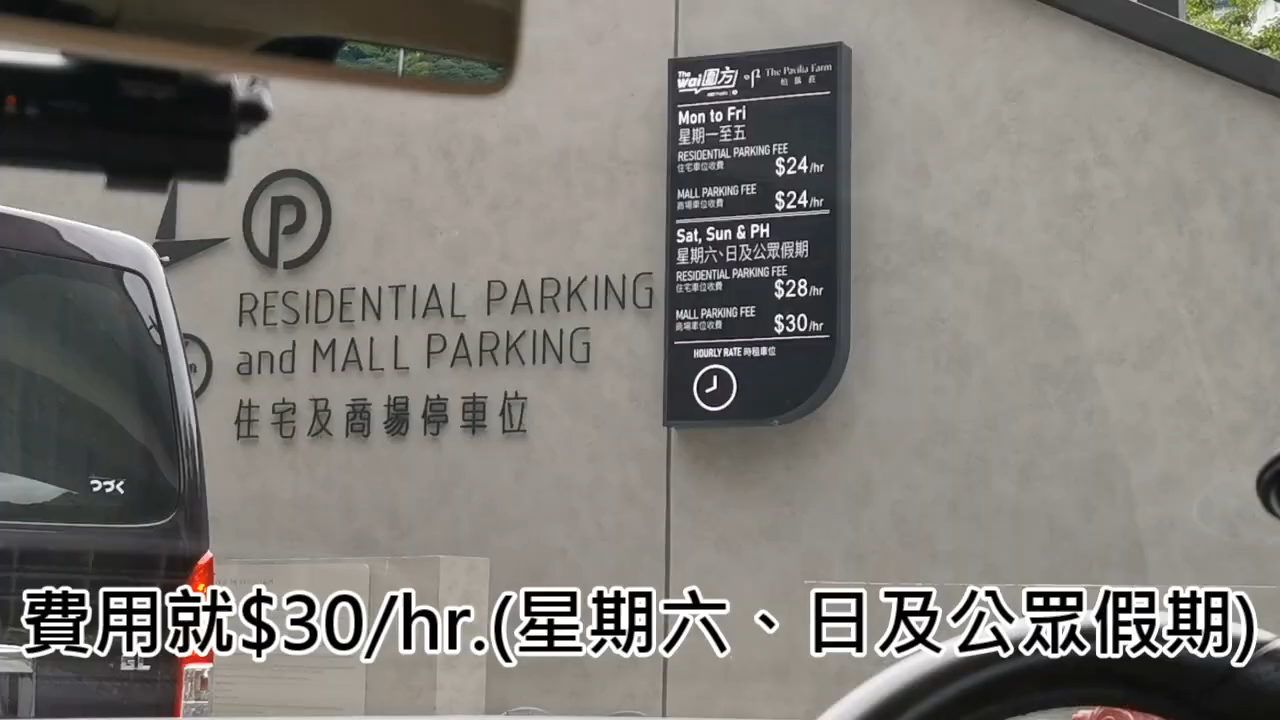 RESIDENTIAL PARKING
and MALL PARKING
住宅及商場停車位
The Wai 圍方
The Pavilia Farm
柏傲莊
Mon to Fri
星期一至五
RESIDENTIAL PARKING FEE
住宅車位收費
$24/hr
MALL PARKING FEE
商場車位收費
$24/hr
Sat, Sun & PH
星期六、日及公眾假期
RESIDENTIAL PARKING FEE
住宅車位收費
$28/hr
MALL PARKING FEE
商場車位收費
$30/hr
HOURLY RATE 時租車位
つづく
GL
費用就$30/hr.(星期六、日及公眾假期)